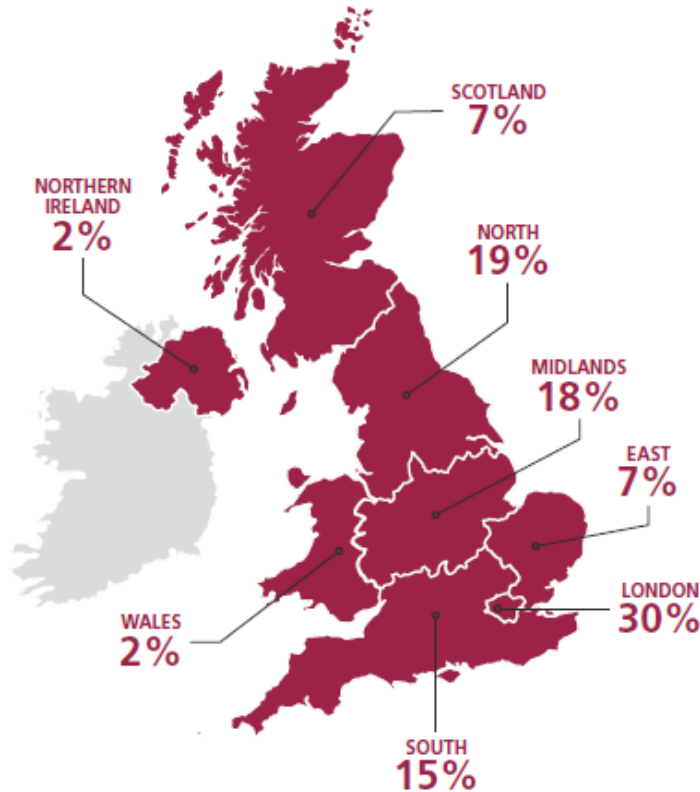 SCOTLAND
7%
NORTHERN
IRELAND
2%
NORTH
19%
MIDLANDS
18%
EAST
7%
LONDON
30%
WALES
2%
SOUTH
15%